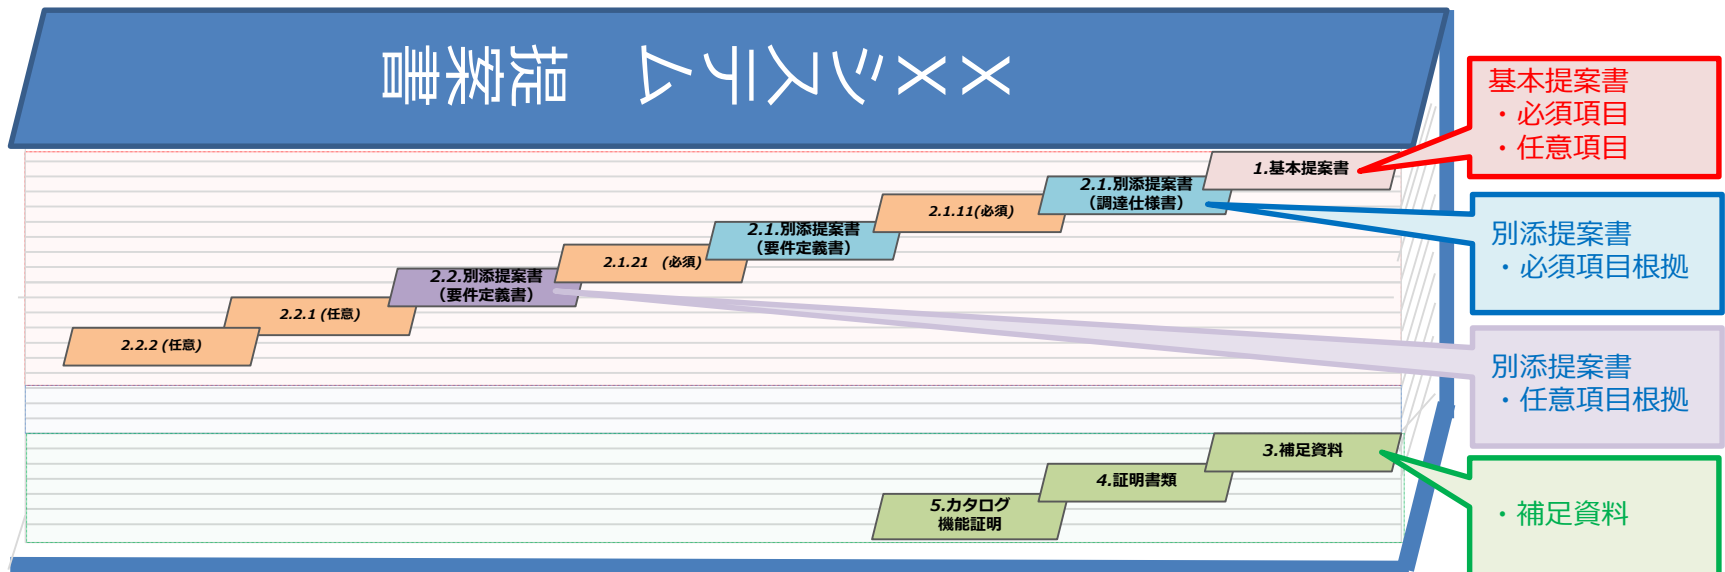 XXシステム　提案書
1.基本提案書
2.1.別添提案書
（調達仕様書）
2.1.11(必須)
2.1.別添提案書
（要件定義書）
2.1.21　(必須)
2.2.別添提案書
（要件定義書）
2.2.1 (任意)
2.2.2 (任意)
3.補足資料
4.証明書類
5.カタログ
機能証明
基本提案書
・必須項目
・任意項目
別添提案書
・必須項目根拠
別添提案書
・任意項目根拠
・補足資料